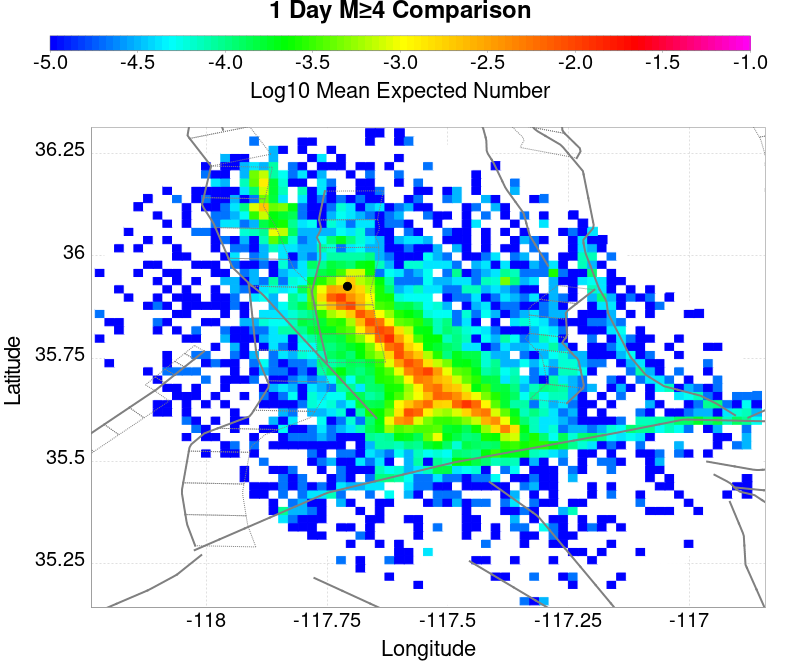 1 Day M≥4 Comparison
-5.0 -4.5 -4.0 -3.5 -3.0 -2.5 -2.0 -1.5 -1.0
Log10 Mean Expected Number
36.25
36
35.75
35.5
35.25
Latitude
-118 -117.75 -117.5 -117.25 -117
Longitude